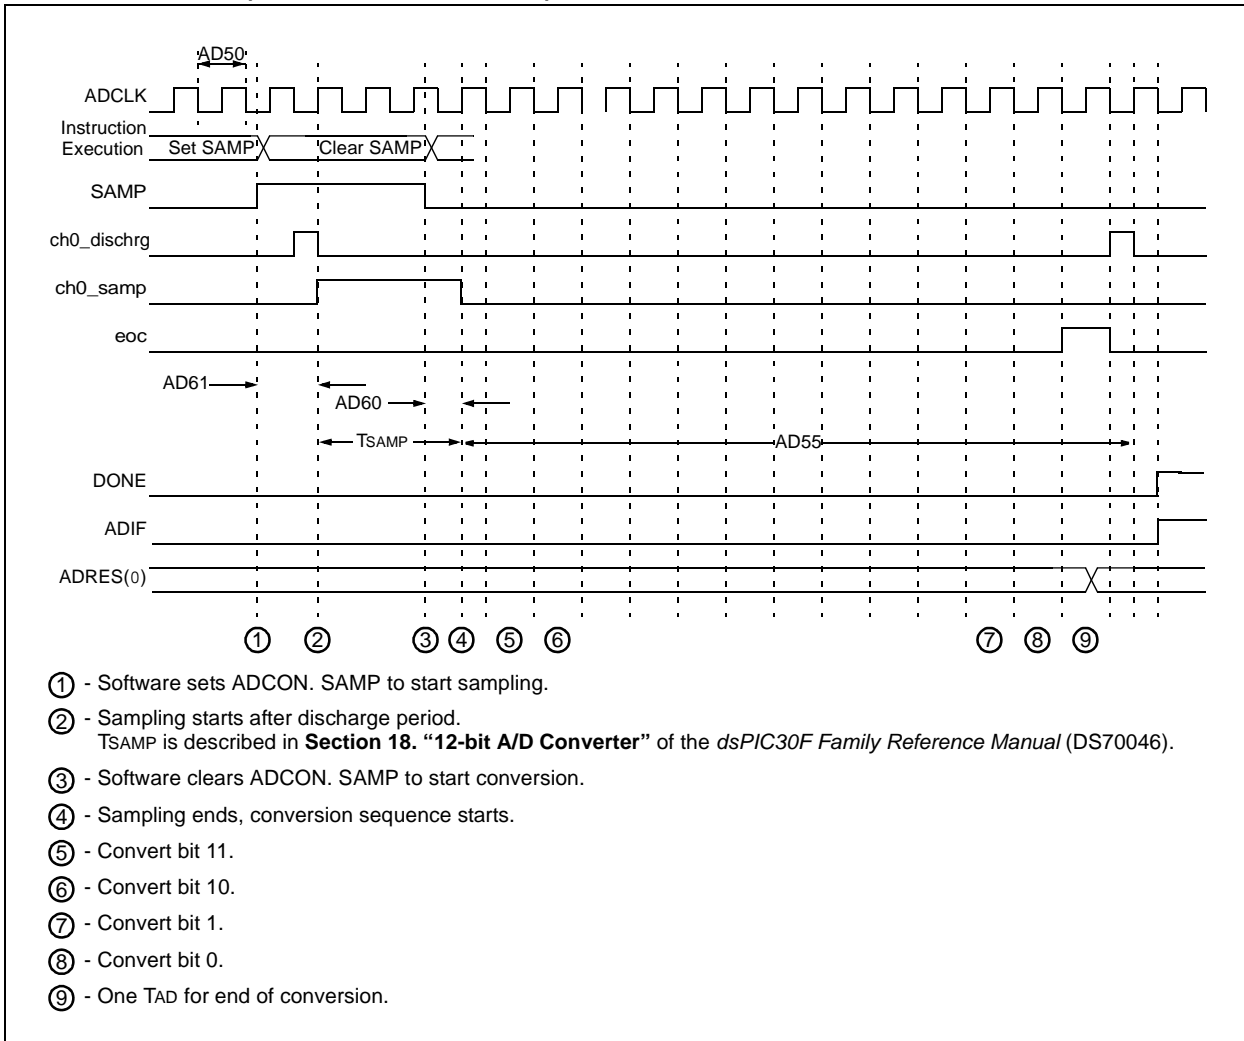 AD50
ADCLK
Instruction
Execution
Set SAMP
Clear SAMP
SAMP
ch0_dischrg
ch0_samp
eoc
AD61
AD60
TSAMP
AD55
DONE
ADIF
ADRES(0)
1 2 3 4 5 6 7 8 9
1 - Software sets ADCON. SAMP to start sampling.
2 - Sampling starts after discharge period.
TSAMP is described in Section 18. “12-bit A/D Converter” of the dsPIC30F Family Reference Manual (DS70046).
3 - Software clears ADCON. SAMP to start conversion.
4 - Sampling ends, conversion sequence starts.
5 - Convert bit 11.
6 - Convert bit 10.
7 - Convert bit 1.
8 - Convert bit 0.
9 - One TAD for end of conversion.